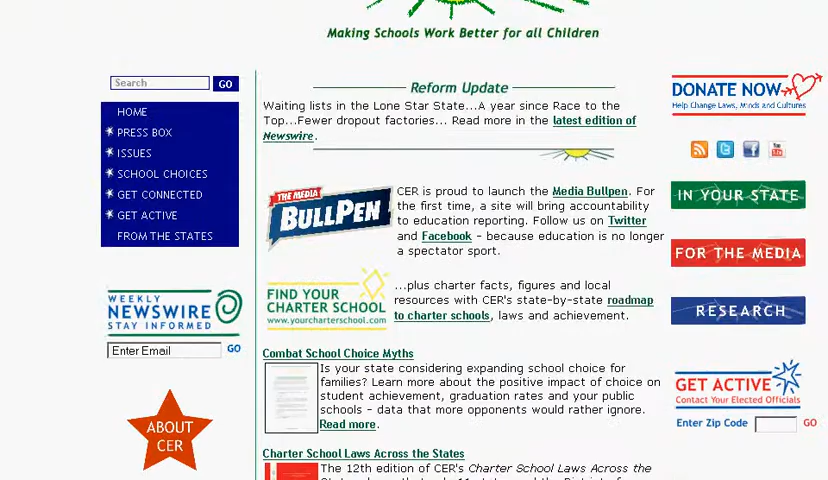 Making Schools Work Better for all Children
Search
GO
HOME
PRESS BOX
ISSUES
SCHOOL CHOICES
GET CONNECTED
GET ACTIVE
FROM THE STATES
WEEKLY
NEWSWIRE
STAY INFORMED
Enter Email
GO
ABOUT
CER
Reform Update
Waiting lists in the Lone Star State...A year since Race to the
Top...Fewer dropout factories... Read more in the latest edition of
Newswire.
THE MEDIA
BULLPEN
CER is proud to launch the Media Bullpen. For
the first time, a site will bring accountability
to education reporting. Follow us on Twitter
and Facebook - because education is no longer
a spectator sport.
FIND YOUR
CHARTER SCHOOL
www.yourcharterschool.com
...plus charter facts, figures and local
resources with CER's state-by-state roadmap
to charter schools, laws and achievement.
Combat School Choice Myths
Is your state considering expanding school choice for
families? Learn more about the positive impact of choice on
student achievement, graduation rates and your public
schools - data that more opponents would rather ignore.
Read more.
Charter School Laws Across the States
The 12th edition of CER's Charter School Laws Across the
DONATE NOW
Help Change Laws, Minds and Cultures
You Tube
IN YOUR STATE
FOR THE MEDIA
RESEARCH
GET ACTIVE
Contact Your Elected Officials
Enter Zip Code
GO